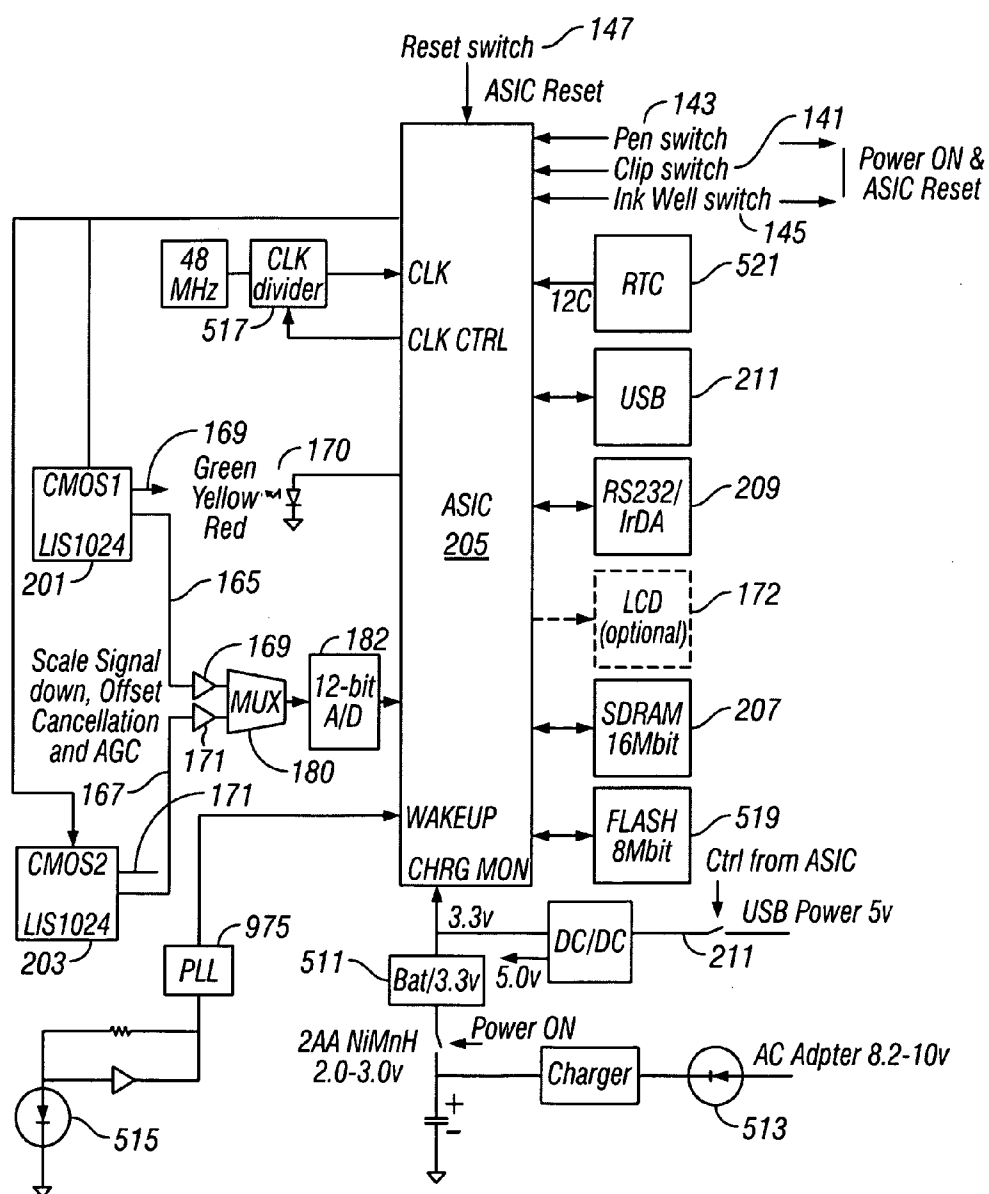 Reset switch
147
ASIC Reset
143
Pen switch
141
Clip switch
Ink Well switch
145
Power ON &
ASIC Reset
48
MHz
CLK
divider
517
CLK
CLK CTRL
12C
RTC
521
USB
211
CMOS1
LIS1024
201
169
170
Green
Yellow
Red
ASIC
205
RS232/
IrDA
209
165
LCD
(optional)
172
Scale Signal
down, Offset
Cancellation
and AGC
169
171
MUX
180
182
12-bit
A/D
SDRAM
16Mbit
207
167
171
WAKEUP
CHRG MON
FLASH
8Mbit
519
CMOS2
LIS1024
203
Ctrl from ASIC
USB Power 5v
211
3.3v
DC/DC
5.0v
975
PLL
511
Bat/3.3v
2AA NiMnH
2.0-3.0v
Power ON
Charger
AC Adpter 8.2-10v
513
+
-
515